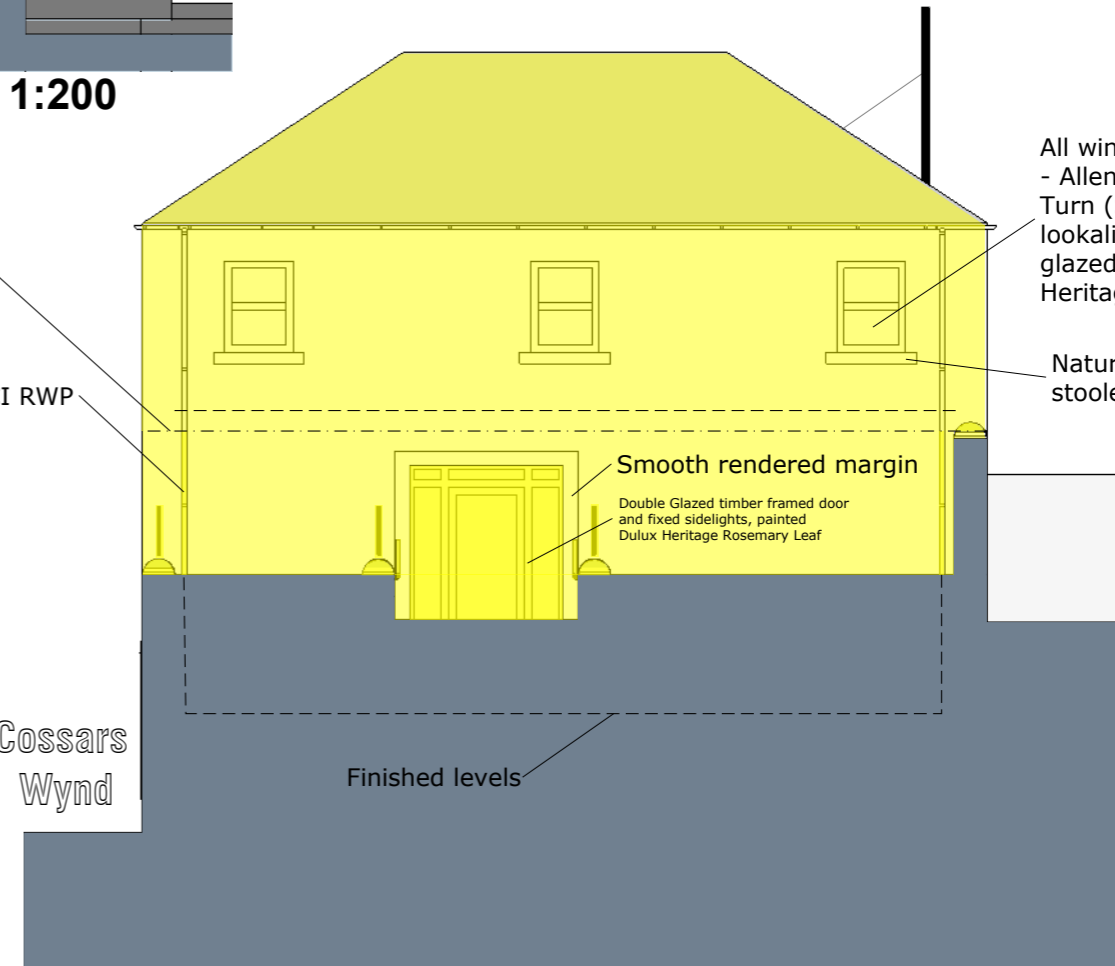 1:200
All win
- Allen
Turn (
lookali
glazed
Heritag
Natur
stoole
I RWP
Smooth rendered margin
Double Glazed timber framed door
and fixed sidelights, painted
Dulux Heritage Rosemary Leaf
Cossars
Wynd
Finished levels